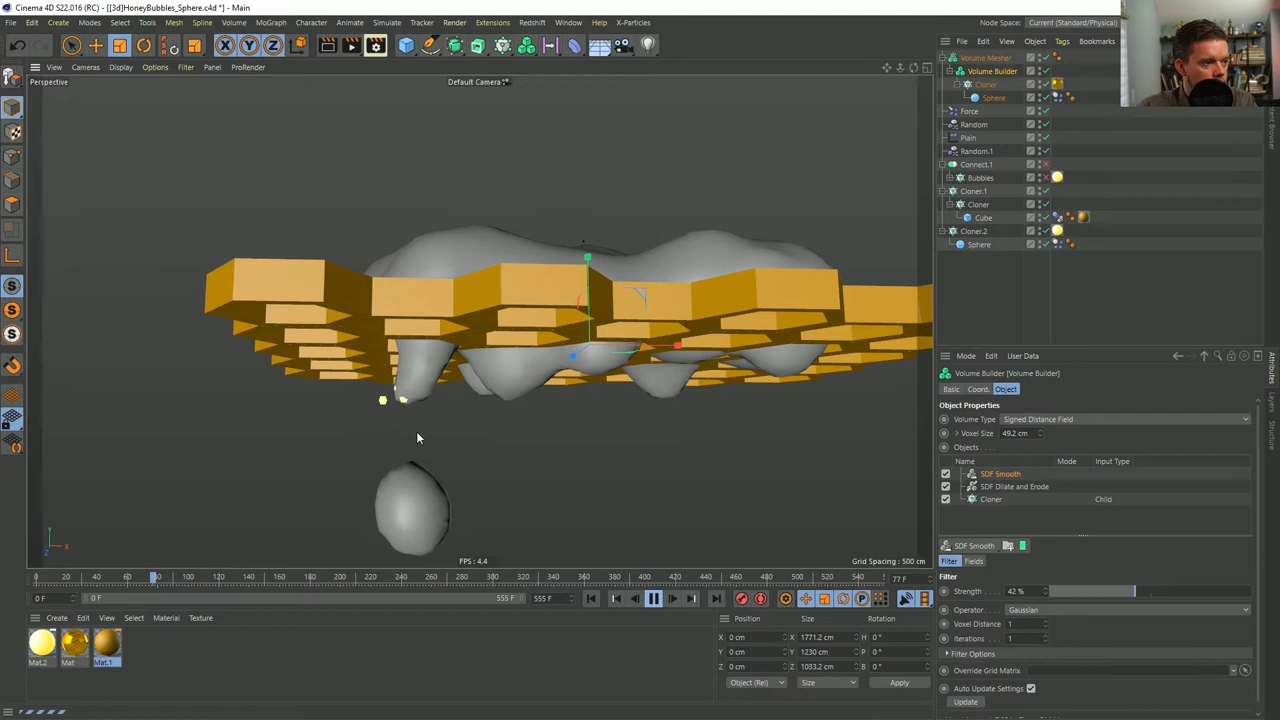 Cinema 4D S22.016 (RC) - [[3d]HoneyBubbles_Sphere.c4d *] - Main
File Edit Create Modes Select Tools Mesh Spline Volume MoGraph Character Animate Simulate Tracker Render Extensions Redshift Window Help X-Particles
Node Space: Current (Standard/Physical)
X Y Z
View Cameras Display Options Filter Panel ProRender
Perspective
Default Camera
File Edit View Object Tags Bookmarks
Volume Mesher
Volume Builder
Cloner
Sphere
Force
Random
Plain
Random.1
Connect.1
Bubbles
Cloner.1
Cloner
Cube
Cloner.2
Sphere
Content Browser
Mode Edit User Data
Attributes
Layers
Structure
Volume Builder [Volume Builder]
Basic Coord. Object
Object Properties
Volume Type Signed Distance Field
Voxel Size 49.2 cm
Objects
Name Mode Input Type
SDF Smooth
SDF Dilate and Erode
Cloner Child
SDF Smooth
Filter Fields
Filter
Strength 42 %
Operator Gaussian
Voxel Distance 1
Iterations 1
Filter Options
Override Grid Matrix
Auto Update Settings
Update
Y
X
Z
FPS : 4.4
Grid Spacing : 500 cm
0 20 40 60 80 100 120 140 160 180 200 220 240 260 280 300 320 340 360 380 400 420 440 460 480 500 520 540
77 F
0 F 0 F 555 F 555 F
Create Edit View Select Material Texture
Mat.2 Mat Mat.1
Position Size Rotation
X 0 cm X 1771.2 cm H 0 °
Y 0 cm Y 1230 cm P 0 °
Z 0 cm Z 1033.2 cm B 0 °
Object (Rel) Size Apply